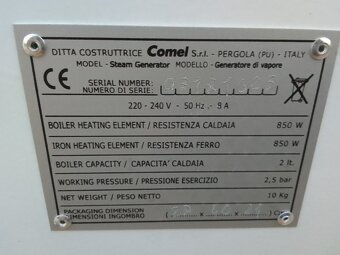 DITTA COSTRUTTRICE Comel S.r.l. - PERGOLA (PU) - ITALY
MODEL - Steam Generator MODELLO - Generatore di vapore
CE SERIAL NUMBER:
NUMERO DI SERIE:
220 - 240 V - 50 Hz - 8 A
BOILER HEATING ELEMENT / RESISTENZA CALDAIA 850 W
IRON HEATING ELEMENT / RESISTENZA FERRO 850 W
BOILER CAPACITY / CAPACITA' CALDAIA 2 lt.
WORKING PRESSURE / PRESSIONE ESERCIZIO 2,5 bar
NET WEIGHT / PESO NETTO 10 Kg
PACKAGING DIMENSION
DIMENSIONI INGOMBRO